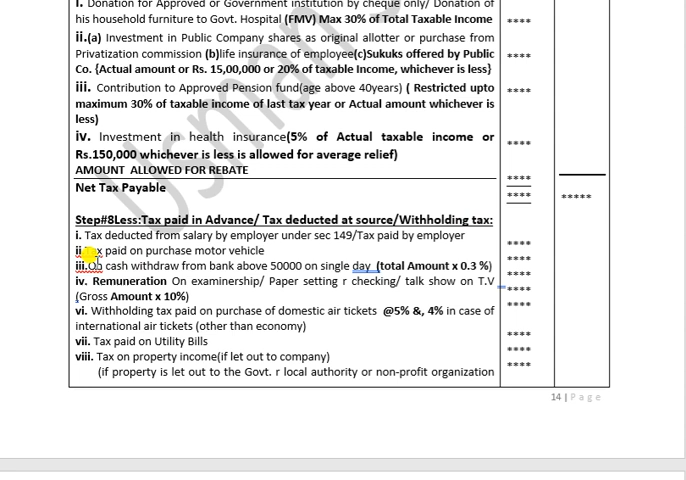 i. Donation for Approved or Government institution by cheque only/ Donation of
his household furniture to Govt. Hospital (FMV) Max 30% of Total Taxable Income ****
ii.(a) Investment in Public Company shares as original allotter or purchase from
Privatization commission (b)life insurance of employee(c)Sukuks offered by Public ****
Co. {Actual amount or Rs. 15,00,000 or 20% of taxable Income, whichever is less}
iii. Contribution to Approved Pension fund(age above 40years) ( Restricted upto ****
maximum 30% of taxable income of last tax year or Actual amount whichever is
less)
iv. Investment in health insurance(5% of Actual taxable income or ****
Rs.150,000 whichever is less is allowed for average relief)
AMOUNT ALLOWED FOR REBATE ****
Net Tax Payable **** *****
Step#8Less:Tax paid in Advance/ Tax deducted at source/Withholding tax:
i. Tax deducted from salary by employer under sec 149/Tax paid by employer ****
ii. Tax paid on purchase motor vehicle ****
iii.On cash withdraw from bank above 50000 on single day (total Amount x 0.3 %) ****
iv. Remuneration On examinership/ Paper setting r checking/ talk show on T.V ****
(Gross Amount x 10%) ****
vi. Withholding tax paid on purchase of domestic air tickets @5% &, 4% in case of
international air tickets (other than economy) ****
vii. Tax paid on Utility Bills ****
viii. Tax on property income(if let out to company) ****
(if property is let out to the Govt. r local authority or non-profit organization
14 | Page
Usman